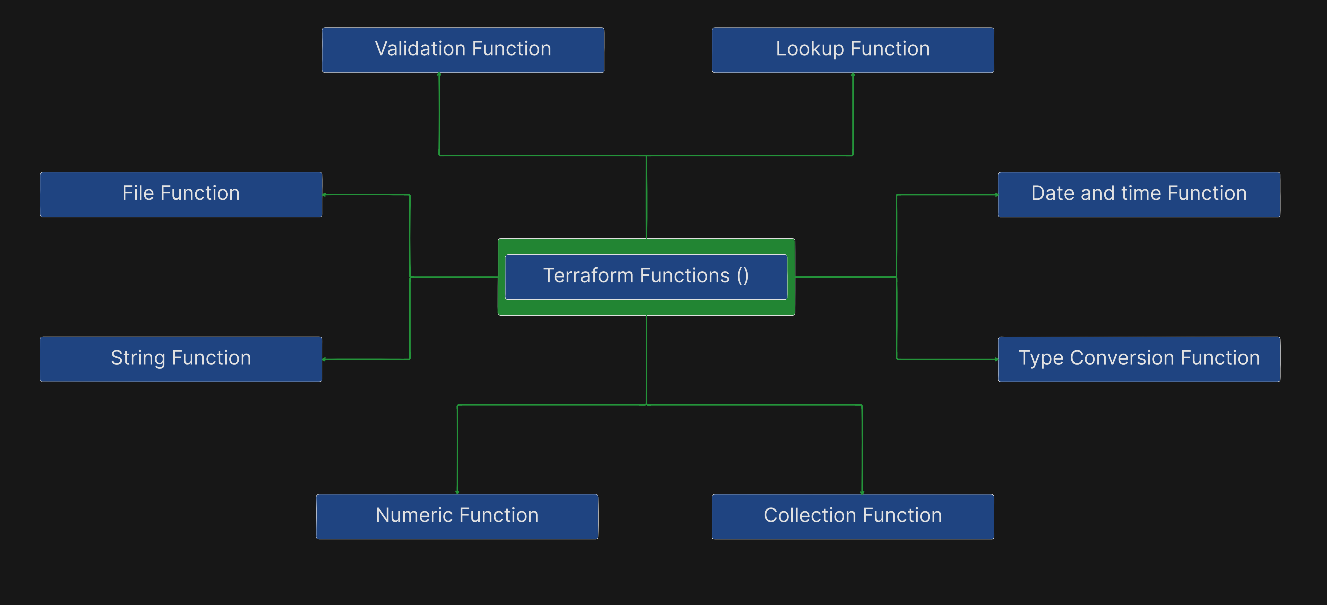 Validation Function
Lookup Function
File Function
Date and time Function
Terraform Functions ()
String Function
Type Conversion Function
Numeric Function
Collection Function